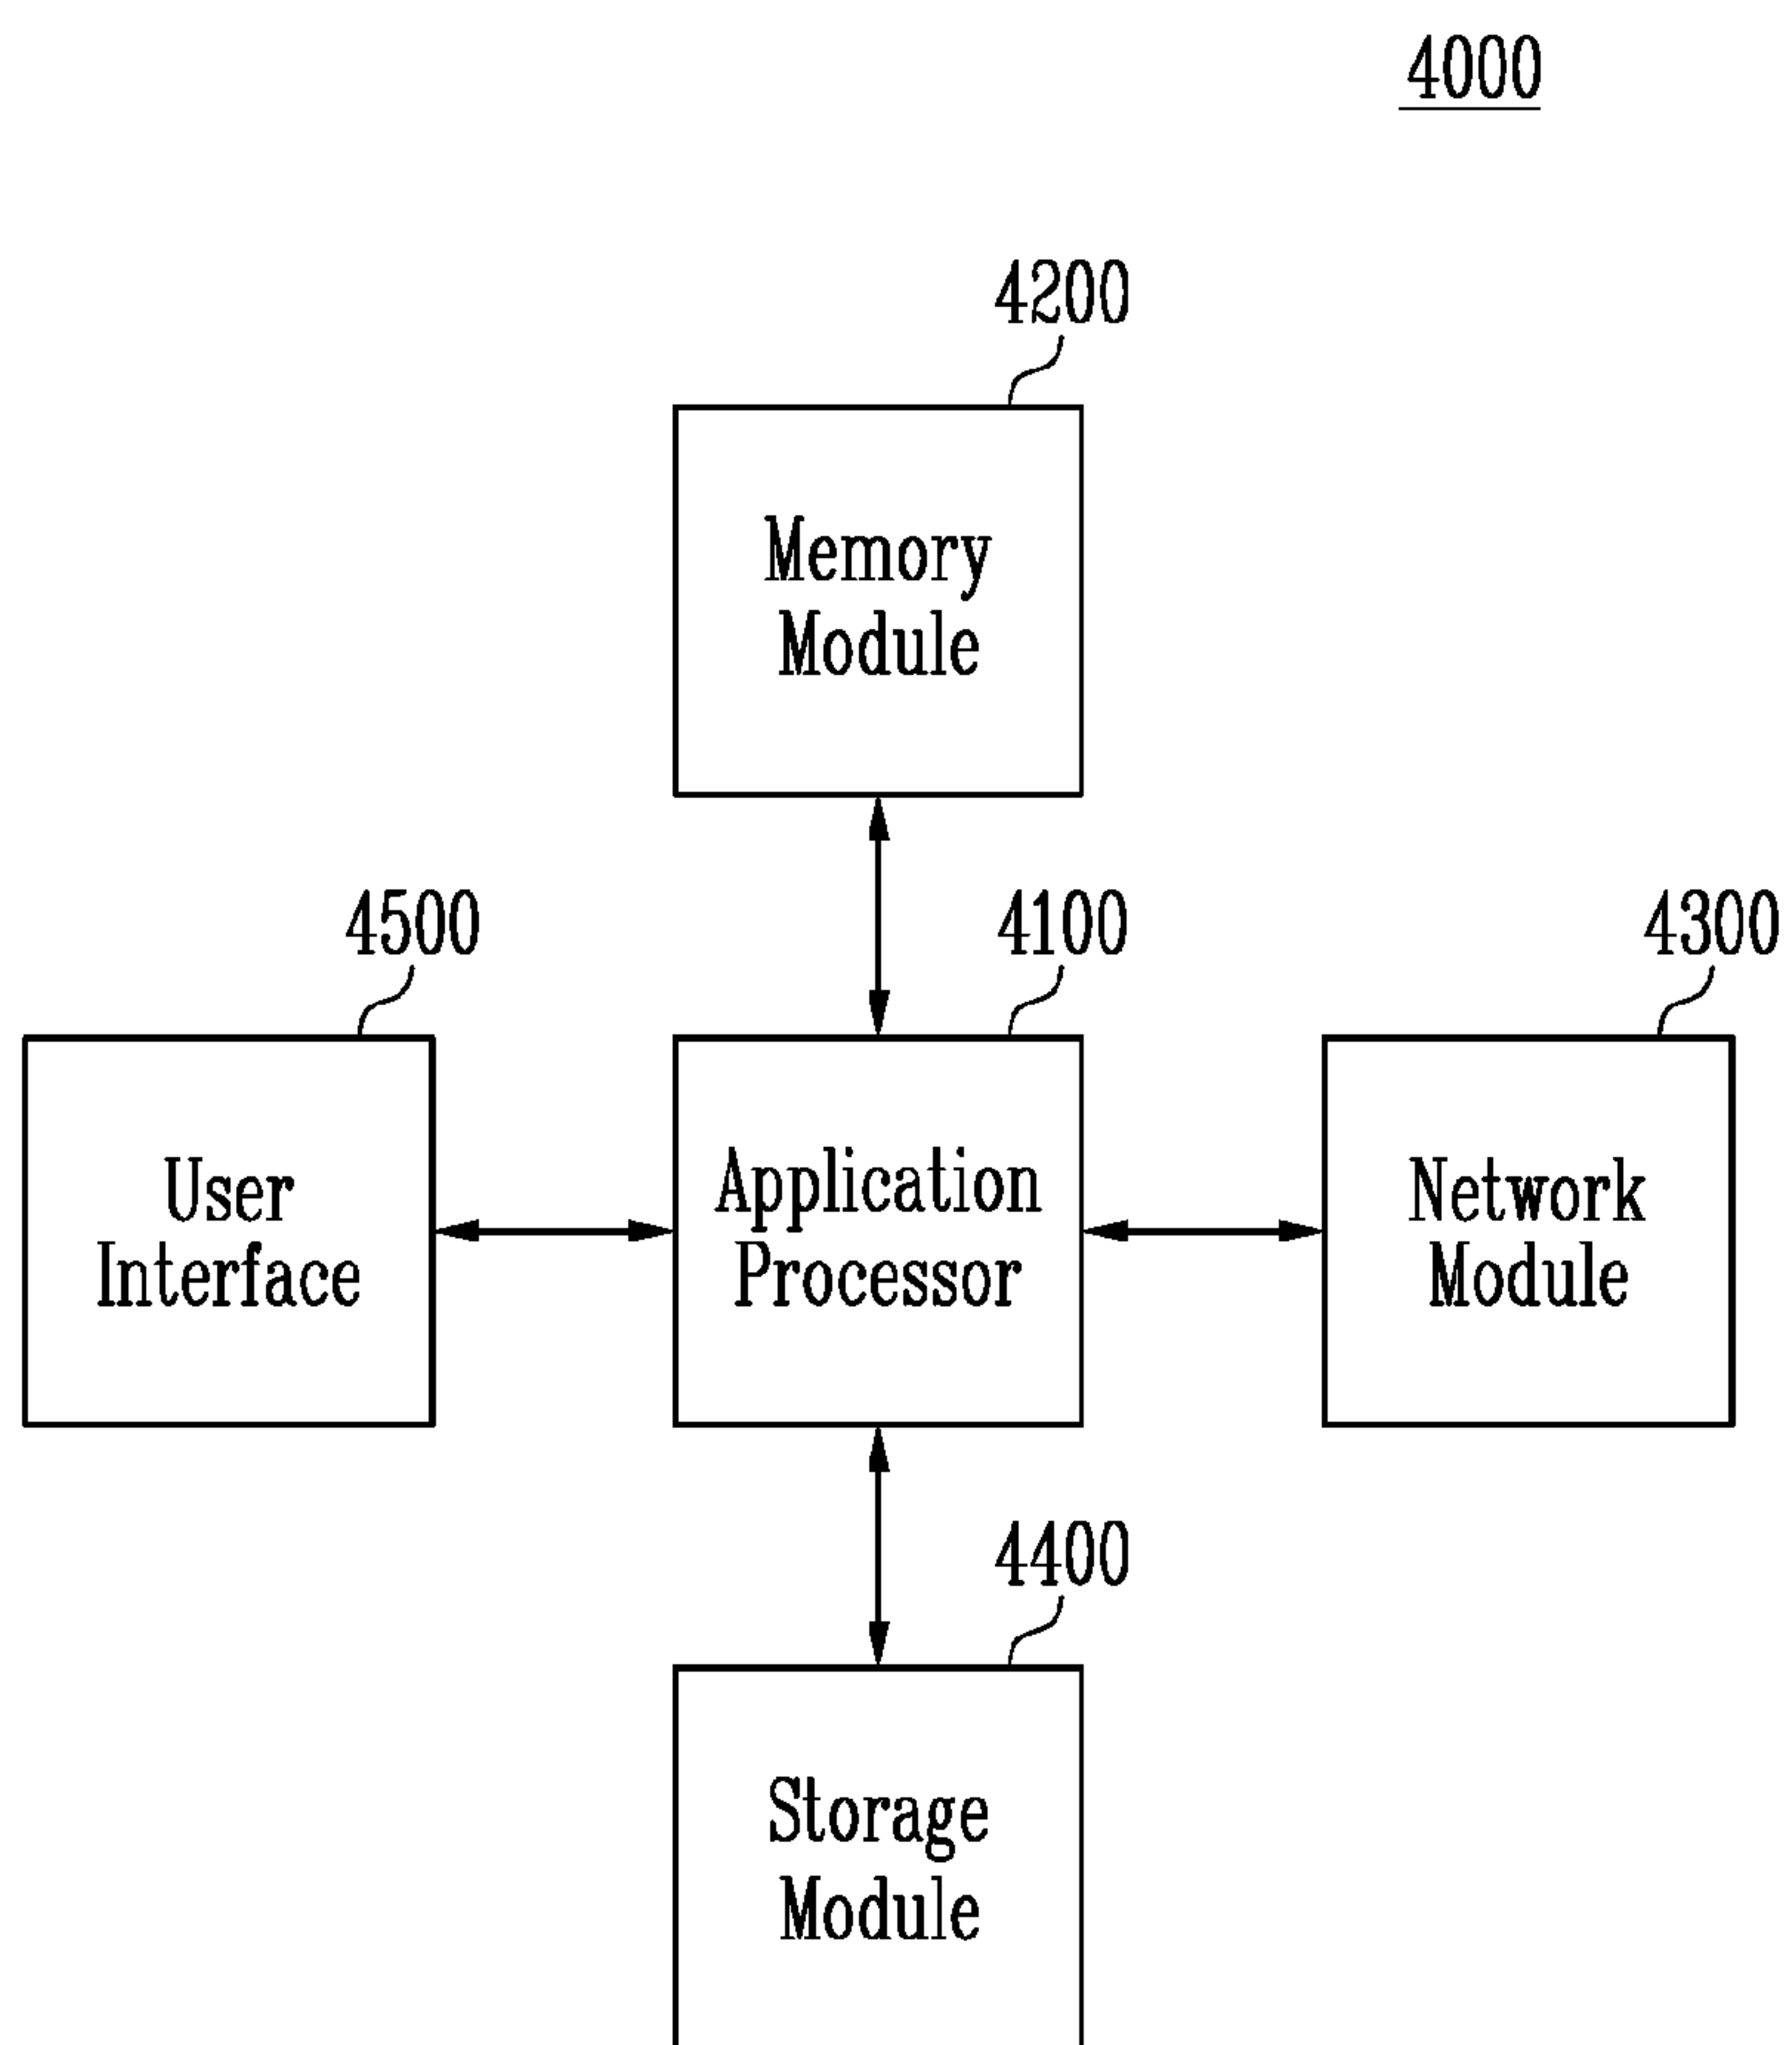 4000
4200
Memory
Module
4500
4100
4300
User
Interface
Application
Processor
Network
Module
4400
Storage
Module